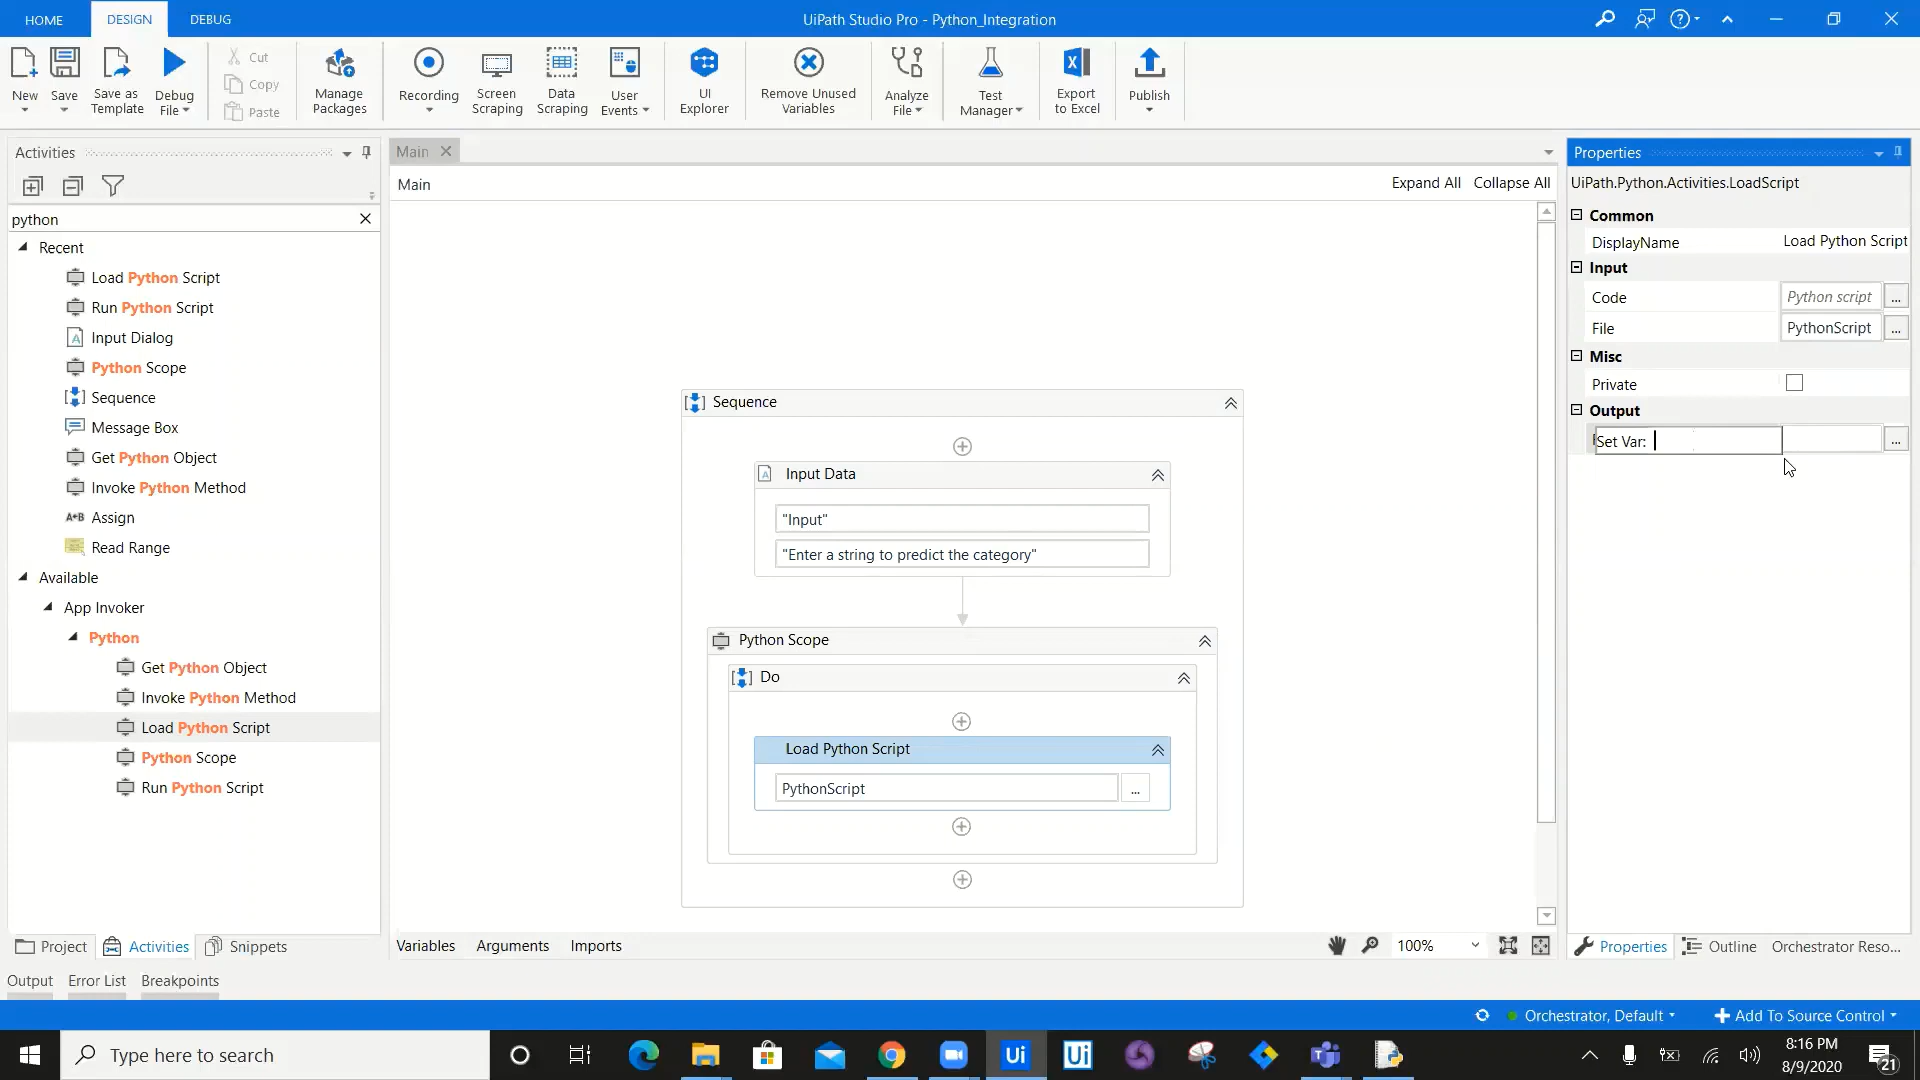 HOME
DESIGN
DEBUG
UiPath Studio Pro - Python_Integration
New
Save
Save as
Template
Debug
File
Cut
Copy
Paste
Manage
Packages
Recording
Screen
Scraping
Data
Scraping
User
Events
UI
Explorer
Remove Unused
Variables
Analyze
File
Test
Manager
Export
to Excel
Publish
Activities
python
Recent
Load Python Script
Run Python Script
Input Dialog
Python Scope
Sequence
Message Box
Get Python Object
Invoke Python Method
A+B Assign
Read Range
Available
App Invoker
Python
Get Python Object
Invoke Python Method
Load Python Script
Python Scope
Run Python Script
Project
Activities
Snippets
Output
Error List
Breakpoints
Main
Main
Expand All
Collapse All
Sequence
Input Data
"Input"
"Enter a string to predict the category"
Python Scope
Do
Load Python Script
PythonScript
...
Variables
Arguments
Imports
100%
Properties
UiPath.Python.Activities.LoadScript
Common
DisplayName Load Python Script
Input
Code Python script ...
File PythonScript ...
Misc
Private
Output
Set Var: ...
Properties
Outline
Orchestrator Reso...
Orchestrator, Default
Add To Source Control
Type here to search
Ui
Ui
8:16 PM
8/9/2020
21